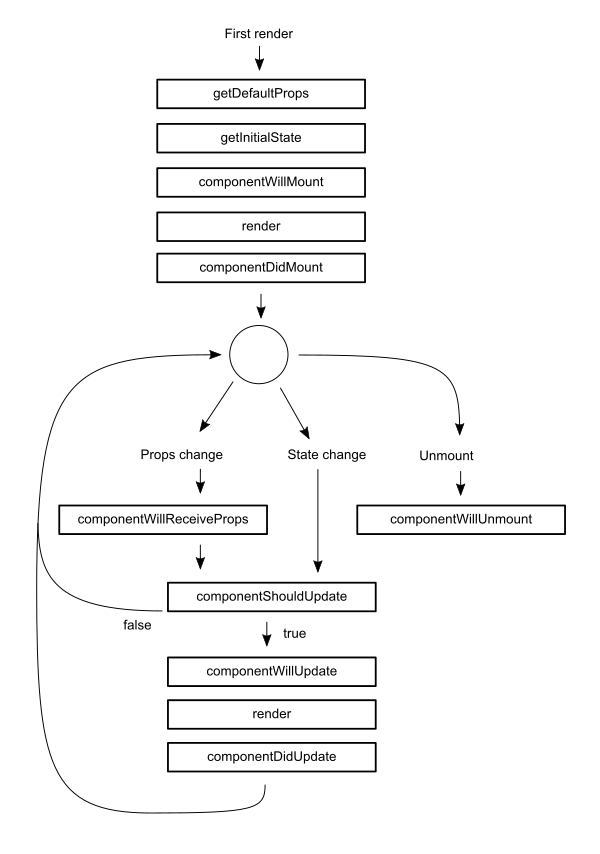 First render
getDefaultProps
getInitialState
componentWillMount
render
componentDidMount
Props change
State change
Unmount
componentWillReceiveProps
componentWillUnmount
componentShouldUpdate
false
true
componentWillUpdate
render
componentDidUpdate